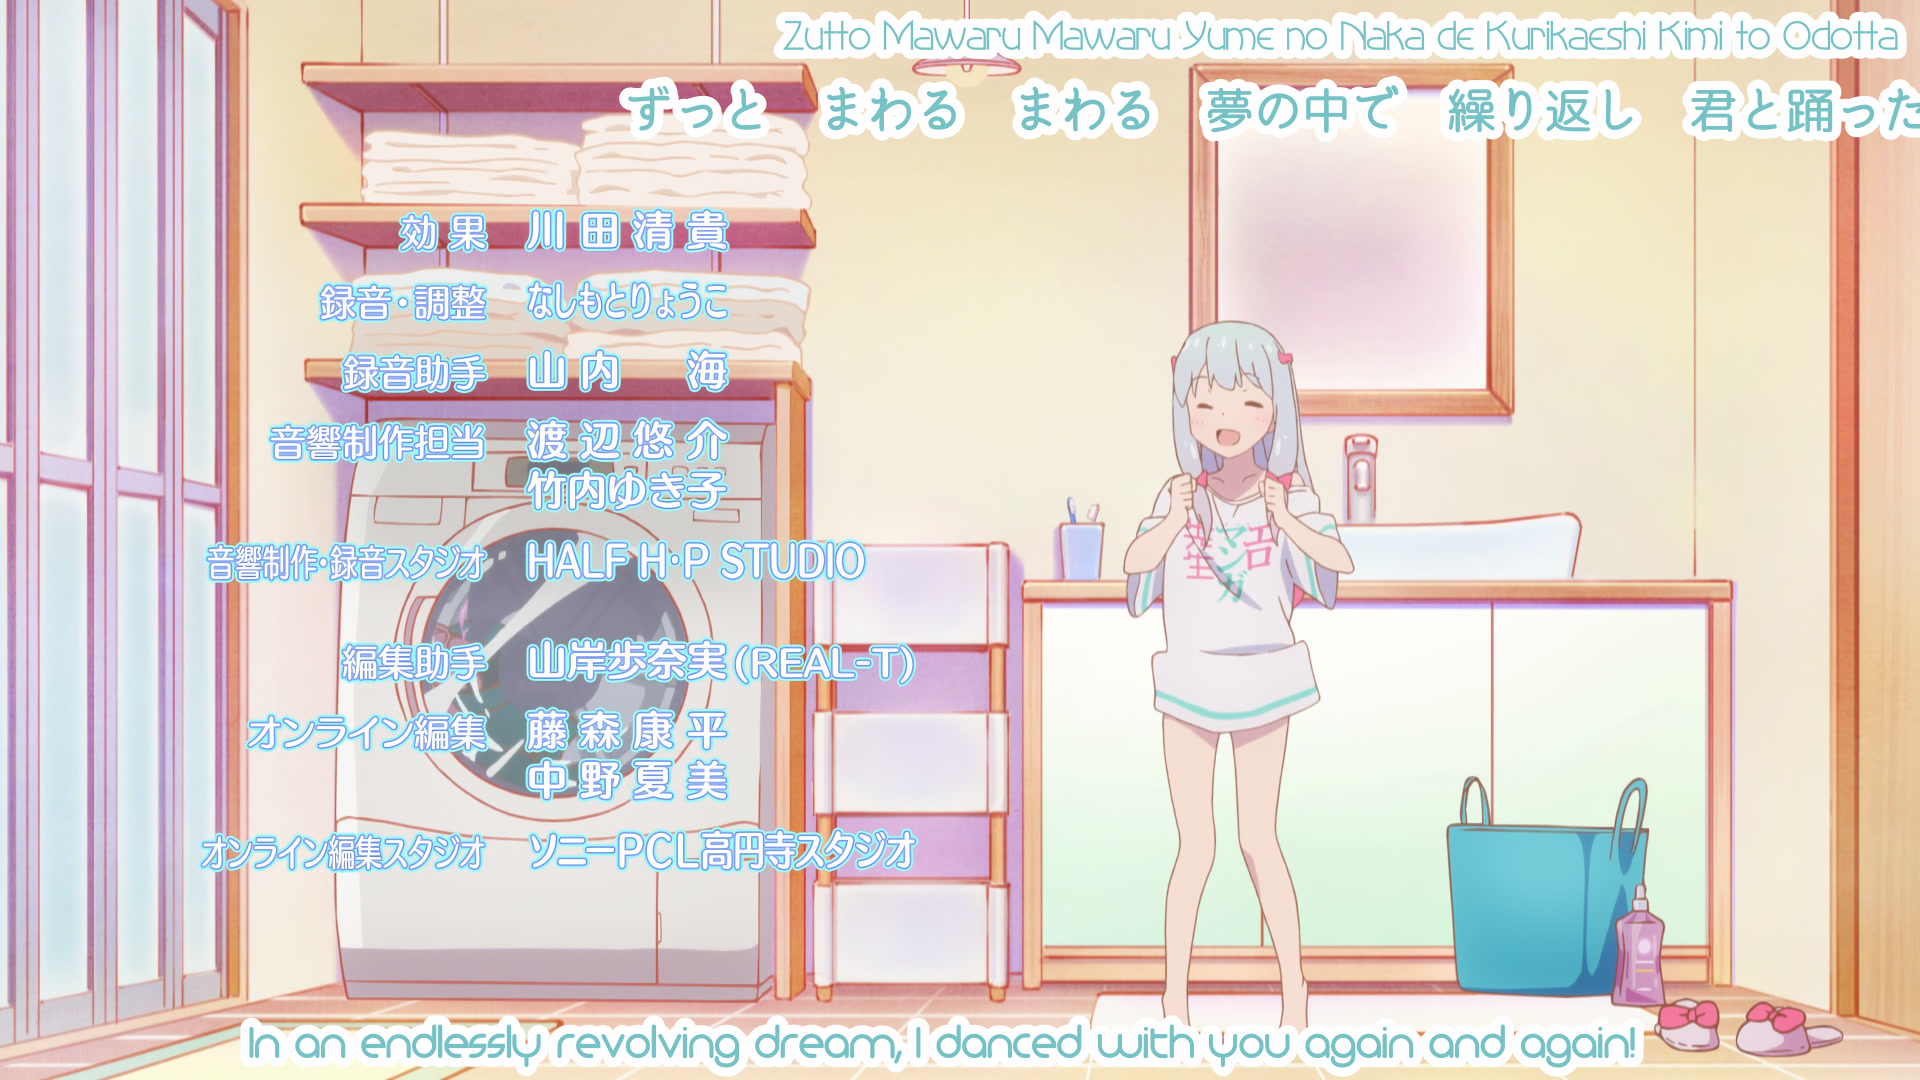 Zutto Mawaru Mawaru Yume no Naka de Kurikaeshi Kimi to Odotta
ずっと　まわる　まわる　夢の中で　繰り返し　君と踊った
効果　川田清貴
録音・調整　なしもとりょうこ
録音助手　山内　海
音響制作担当　渡辺悠介
竹内ゆき子
音響制作・録音スタジオ　HALF H・P STUDIO
編集助手　山岸歩奈実(REAL-T)
オンライン編集　藤森康平
中野夏美
オンライン編集スタジオ　ソニーPCL高円寺スタジオ
エロ
マンガ
In an endlessly revolving dream, I danced with you again and again!